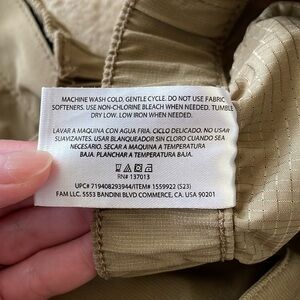 MACHINE WASH COLD, GENTLE CYCLE. DO NOT USE FABRIC
SOFTENERS. USE NON-CHLORINE BLEACH WHEN NEEDED. TUMBLE
DRY LOW. LOW IRON WHEN NEEDED.
LAVAR A MAQUINA CON AGUA FRIA. CICLO DELICADO. NO USAR
SUAVIZANTES. USAR BLANQUEADOR SIN CLORO CUANDO SEA
NECESARIO. SECAR A MAQUINA A TEMPERATURA
BAJA. PLANCHAR A TEMPERATURA BAJA.
RN# 137013
UPC# 719408293944/ITEM# 1559922 (S23)
FAM LLC. 5553 BANDINI BLVD COMMERCE, CA. USA 90201